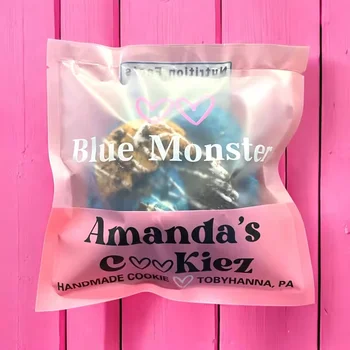 Nutrition Facts
Blue Monster
Amanda's
cooKiez
HANDMADE COOKIE TOBYHANNA, PA